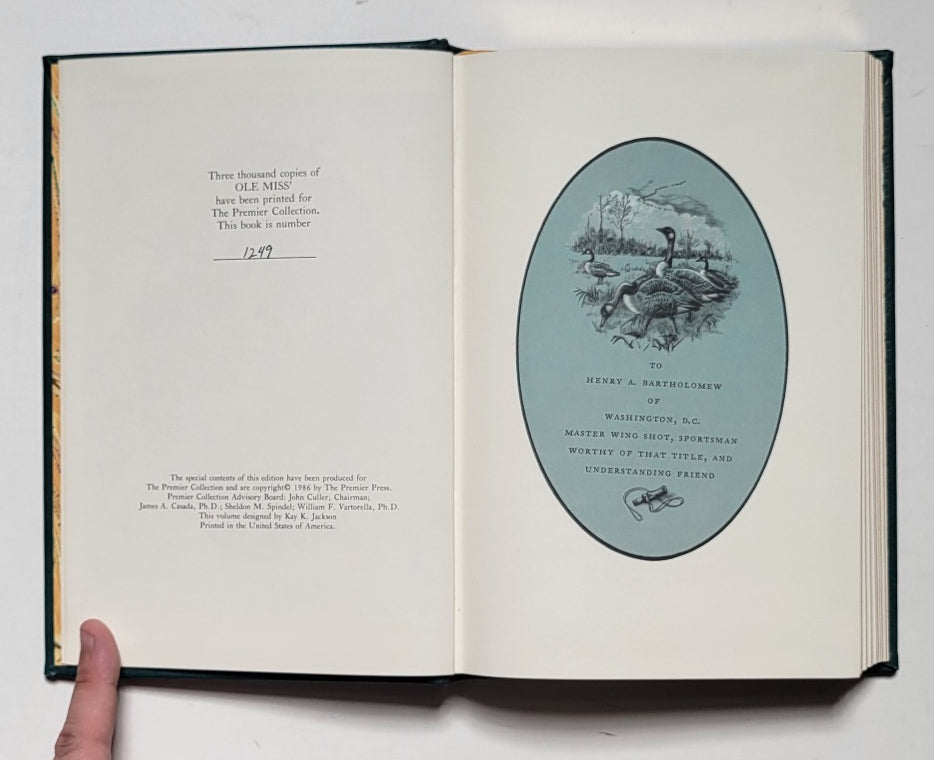 Three thousand copies of
OLE MISS'
have been printed for
The Premier Collection.
This book is number
1249
The special contents of this edition have been produced for
The Premier Collection and are copyright© 1986 by The Premier Press.
Premier Collection Advisory Board: John Culler, Chairman;
James A. Casada, Ph.D.; Sheldon M. Spindel; William F. Vartorella, Ph.D.
This volume designed by Kay K. Jackson
Printed in the United States of America.
TO
HENRY A. BARTHOLOMEW
OF
WASHINGTON, D.C.
MASTER WING SHOT, SPORTSMAN
WORTHY OF THAT TITLE, AND
UNDERSTANDING FRIEND